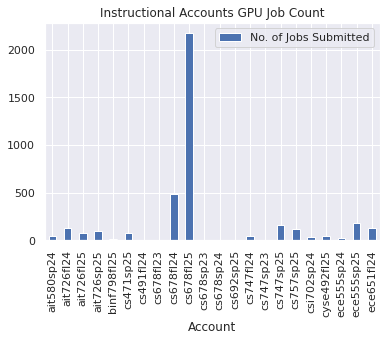 Instructional Accounts GPU Job Count
No. of Jobs Submitted
2000
1500
1000
500
0
ait580sp24
ait726fl24
ait726fl25
ait726sp25
binf798fl25
cs471sp25
cs491fl24
cs678fl23
cs678fl24
cs678fl25
cs678sp23
cs678sp24
cs692sp25
cs747fl24
cs747sp23
cs747sp25
cs757sp25
csi702sp24
cyse492fl25
ece555sp24
ece555sp25
ece651fl24
Account